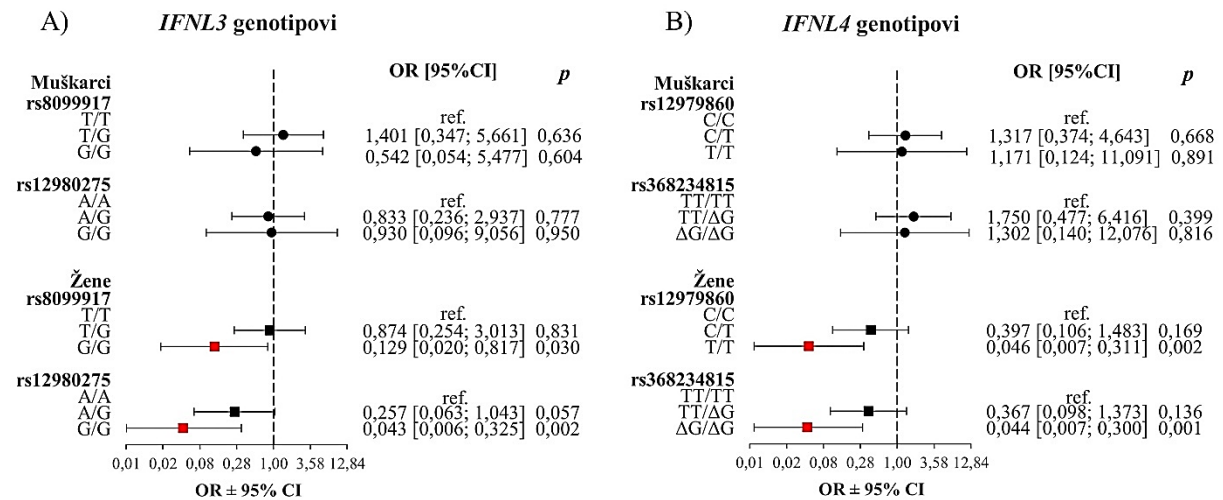 A) IFNL3 genotipovi
OR [95%CI] p
Muškarci
rs8099917
T/T ref.
T/G 1,401 [0,347; 5,661] 0,636
G/G 0,542 [0,054; 5,477] 0,604
rs12980275
A/A ref.
A/G 0,833 [0,236; 2,937] 0,777
G/G 0,930 [0,096; 9,056] 0,950
Žene
rs8099917
T/T ref.
T/G 0,874 [0,254; 3,013] 0,831
G/G 0,129 [0,020; 0,817] 0,030
rs12980275
A/A ref.
A/G 0,257 [0,063; 1,043] 0,057
G/G 0,043 [0,006; 0,325] 0,002
0,01 0,02 0,08 0,28 1,00 3,58 12,84
OR ± 95% CI
B) IFNL4 genotipovi
OR [95%CI] p
Muškarci
rs12979860
C/C ref.
C/T 1,317 [0,374; 4,643] 0,668
T/T 1,171 [0,124; 11,091] 0,891
rs368234815
TT/TT ref.
TT/ΔG 1,750 [0,477; 6,416] 0,399
ΔG/ΔG 1,302 [0,140; 12,076] 0,816
Žene
rs12979860
C/C ref.
C/T 0,397 [0,106; 1,483] 0,169
T/T 0,046 [0,007; 0,311] 0,002
rs368234815
TT/TT ref.
TT/ΔG 0,367 [0,098; 1,373] 0,136
ΔG/ΔG 0,044 [0,007; 0,300] 0,001
0,01 0,02 0,08 0,28 1,00 3,58 12,84
OR ± 95% CI